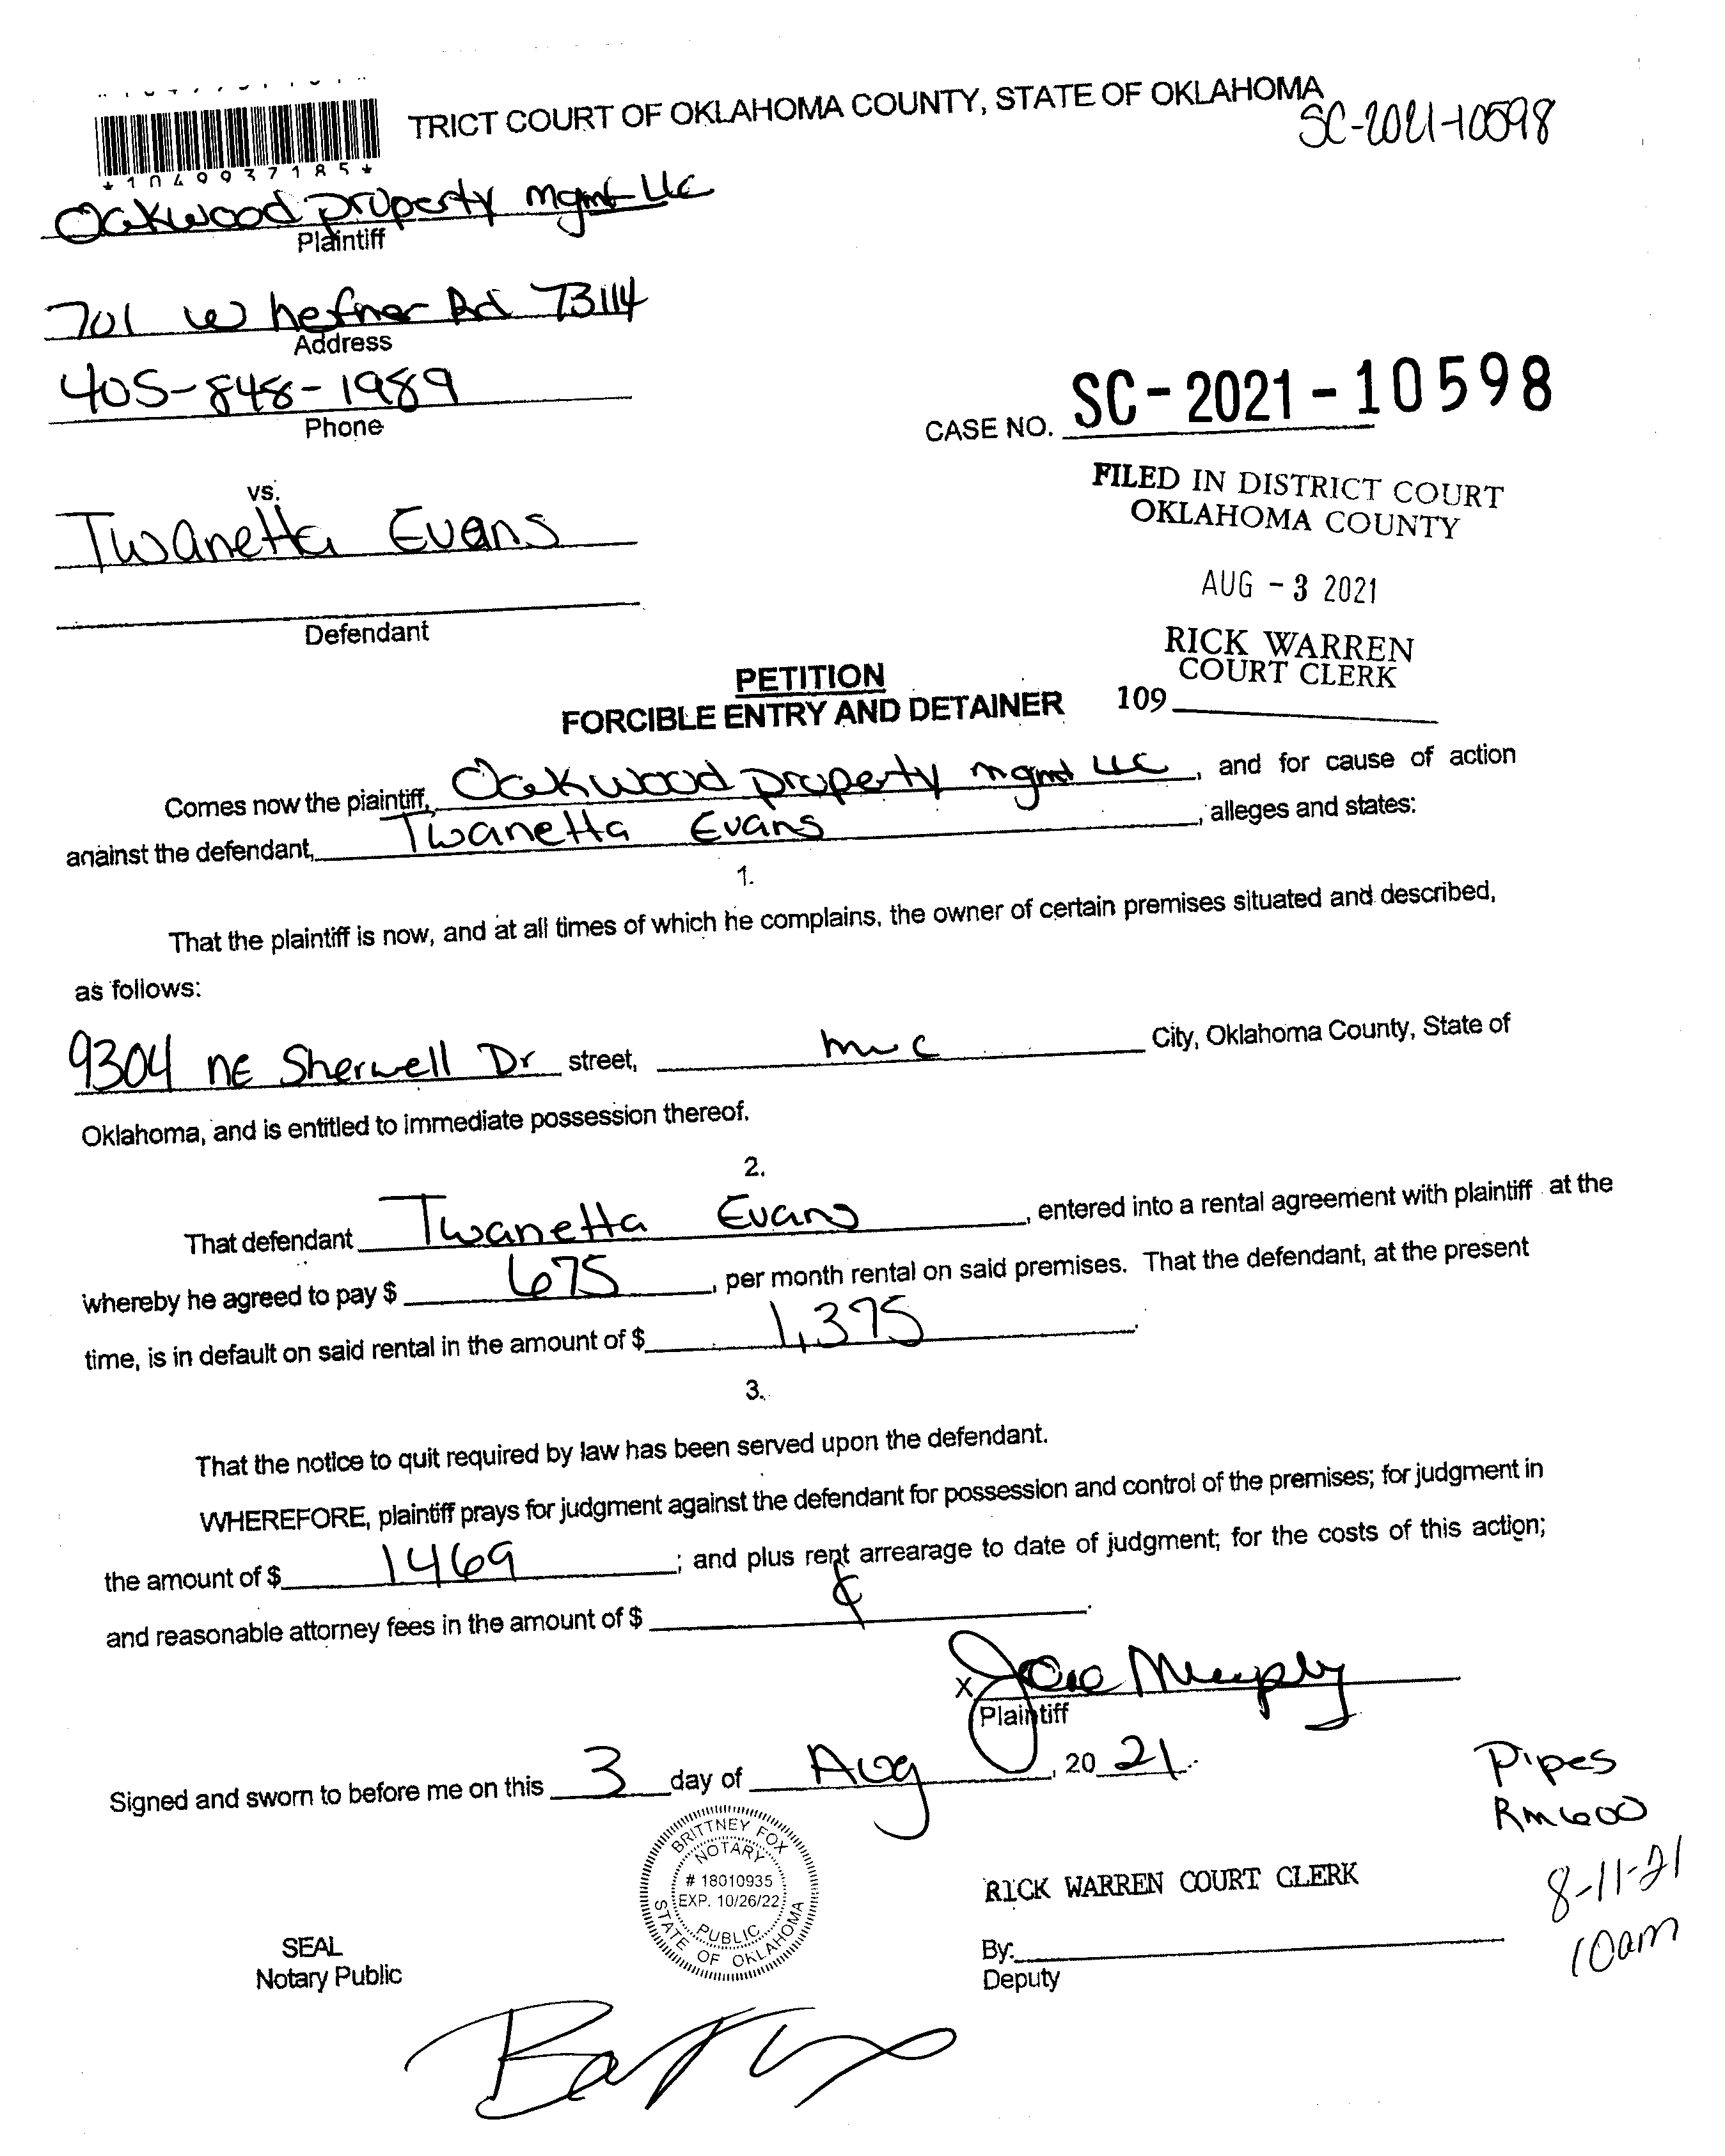 TRICT COURT OF OKLAHOMA COUNTY, STATE OF OKLAHOMA
SC-2021-10598
*1049937185*
Oakwood property mgmt LLC
Plaintiff
701 W hefner Rd 73114
Address
405-848-1989
Phone
CASE NO. SC-2021-10598
FILED IN DISTRICT COURT
OKLAHOMA COUNTY
vs.
Twanetta Evans
AUG - 3 2021
Defendant
RICK WARREN
COURT CLERK
109
PETITION
FORCIBLE ENTRY AND DETAINER
Comes now the plaintiff, Oakwood property mgmt LLC, and for cause of action
against the defendant, Twanetta Evans, alleges and states:
1.
That the plaintiff is now, and at all times of which he complains, the owner of certain premises situated and described,
as follows:
9304 NE Sherwell Dr street, mwc City, Oklahoma County, State of
Oklahoma, and is entitled to immediate possession thereof.
2.
That defendant Twanetta Evans, entered into a rental agreement with plaintiff at the
whereby he agreed to pay $ 675, per month rental on said premises. That the defendant, at the present
time, is in default on said rental in the amount of $ 1,375.
3.
That the notice to quit required by law has been served upon the defendant.
WHEREFORE, plaintiff prays for judgment against the defendant for possession and control of the premises; for judgment in
the amount of $ 1469; and plus rent arrearage to date of judgment; for the costs of this action;
and reasonable attorney fees in the amount of $
X
Murphy
Plaintiff
Signed and sworn to before me on this 3 day of Aug, 2021.
Pipes
Rm 600
8-11-21
10am
BRITTNEY FOX
NOTARY
# 18010935
EXP. 10/26/22
PUBLIC
STATE OF OKLAHOMA
RICK WARREN COURT CLERK
SEAL
Notary Public
By:
Deputy